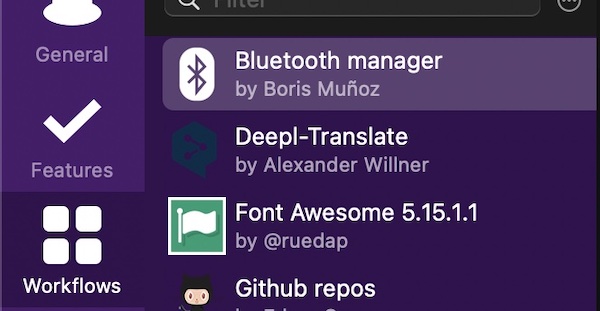 Filter
General
Features
Workflows
Bluetooth manager
by Boris Muñoz
Deepl-Translate
by Alexander Willner
Font Awesome 5.15.1.1
by @ruedap
Github repos